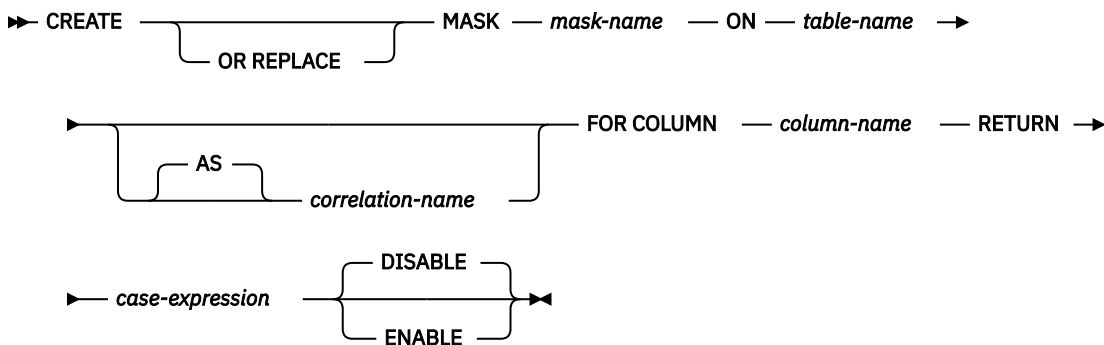 CREATE MASK mask-name ON table-name
OR REPLACE
FOR COLUMN column-name RETURN
AS
correlation-name
DISABLE
case-expression
ENABLE